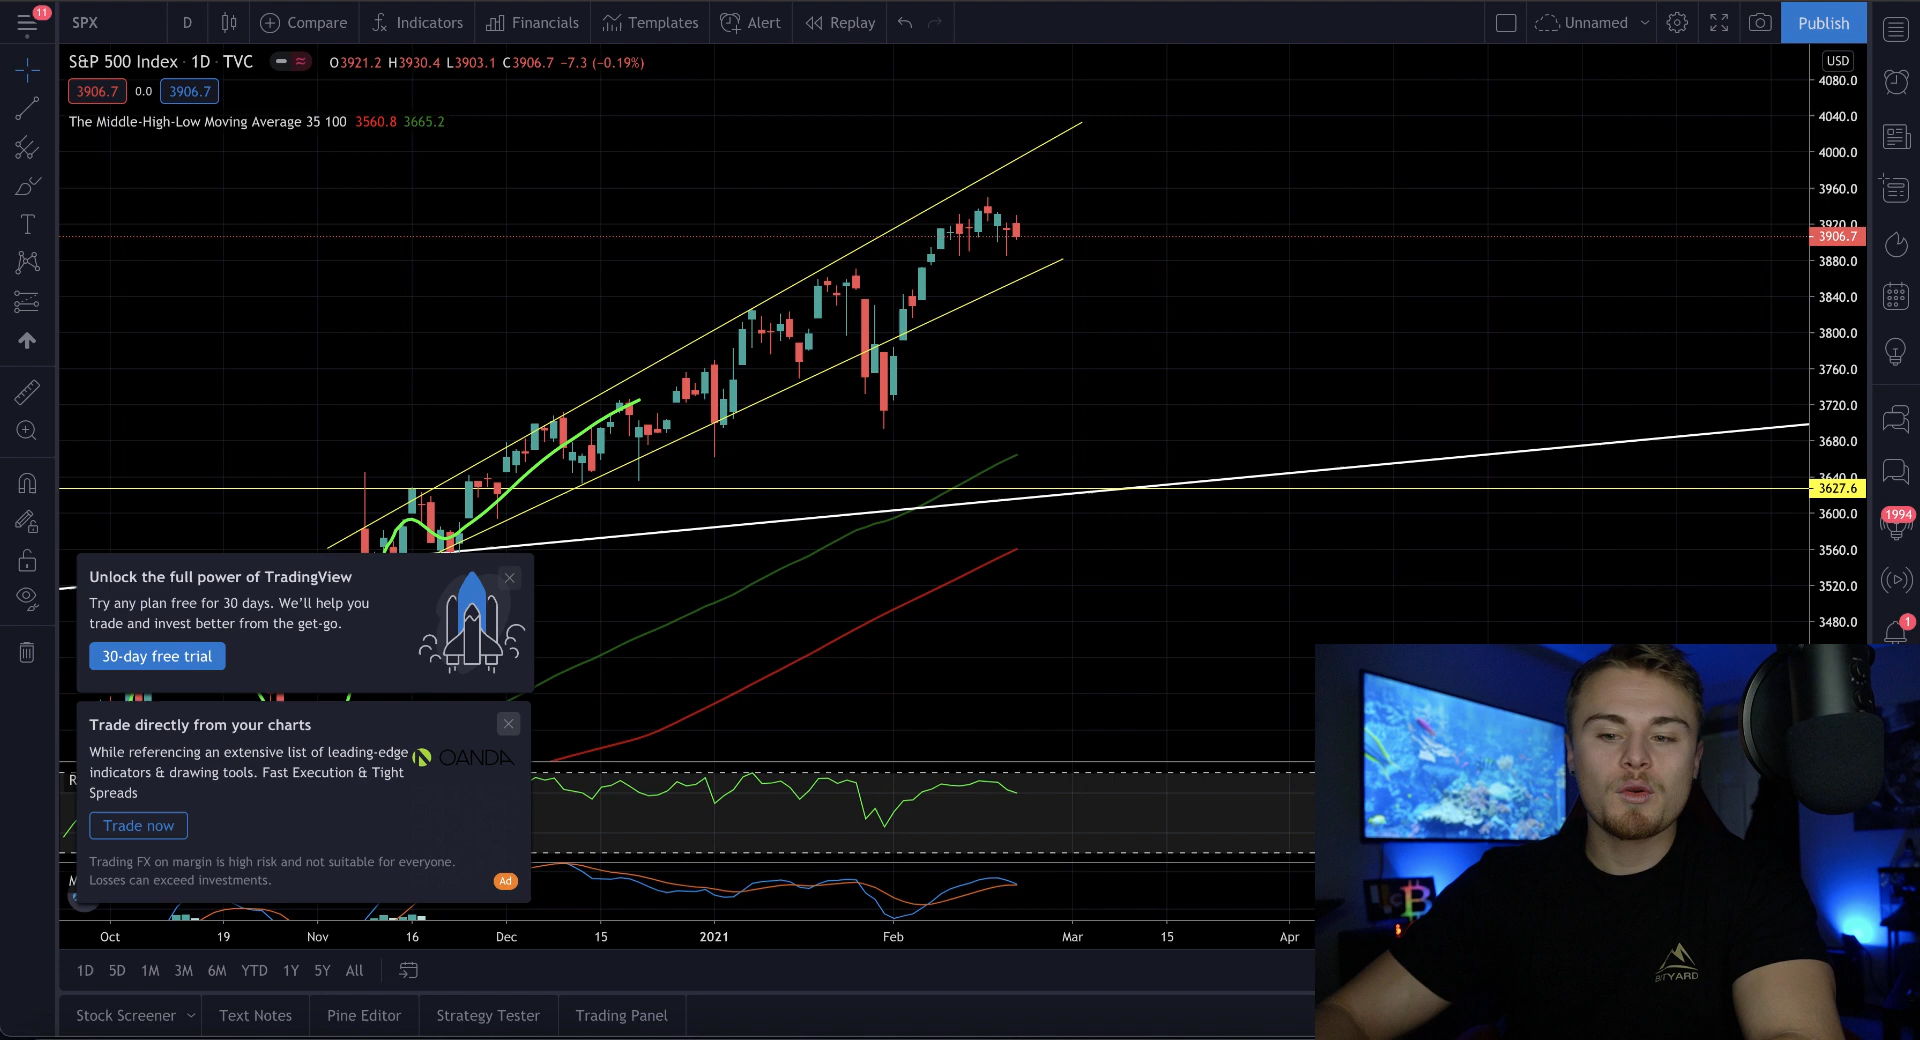 11
SPX
D
Compare
Indicators
Financials
Templates
Alert
Replay
Unnamed
Publish
S&P 500 Index · 1D · TVC
O3921.2 H3930.4 L3903.1 C3906.7 −7.3 (−0.19%)
3906.7 0.0 3906.7
The Middle-High-Low Moving Average 35 100 3560.8 3665.2
USD
4080.0
4040.0
4000.0
3960.0
3920.0
3906.7
3880.0
3840.0
3800.0
3760.0
3720.0
3680.0
3640.0
3627.6
3600.0
3560.0
3520.0
3480.0
1994
1
Unlock the full power of TradingView
Try any plan free for 30 days. We'll help you
trade and invest better from the get-go.
30-day free trial
Trade directly from your charts
While referencing an extensive list of leading-edge
indicators & drawing tools. Fast Execution & Tight
Spreads
OANDA
Trade now
Trading FX on margin is high risk and not suitable for everyone.
Losses can exceed investments.
Ad
R
M
Oct 19 Nov 16 Dec 15 2021 Feb Mar 15 Apr
1D 5D 1M 3M 6M YTD 1Y 5Y All
Stock Screener
Text Notes
Pine Editor
Strategy Tester
Trading Panel
BITYARD